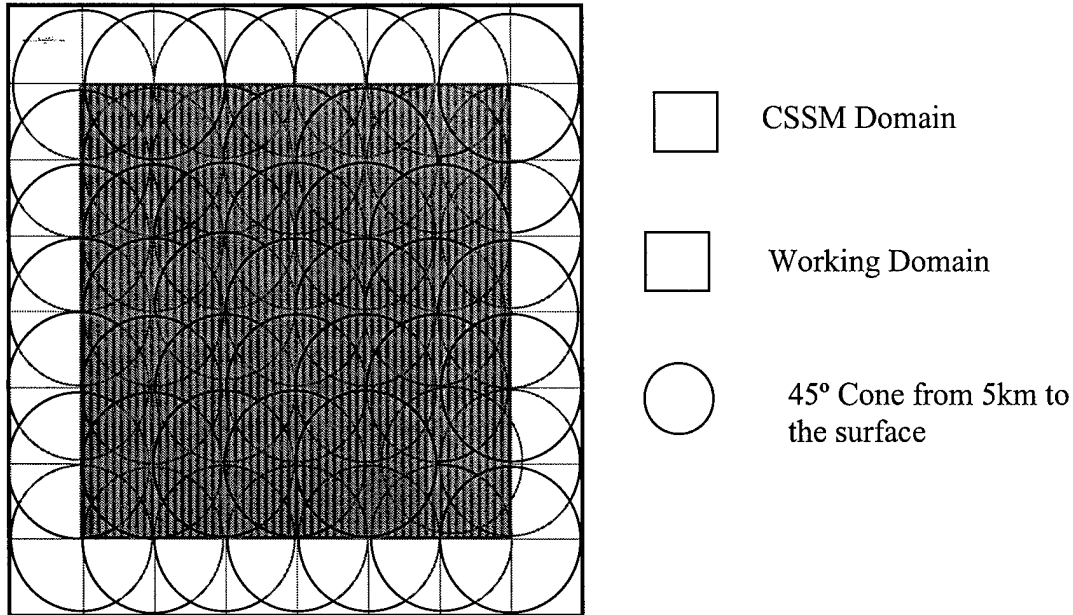 CSSM Domain
Working Domain
45º Cone from 5km to
the surface